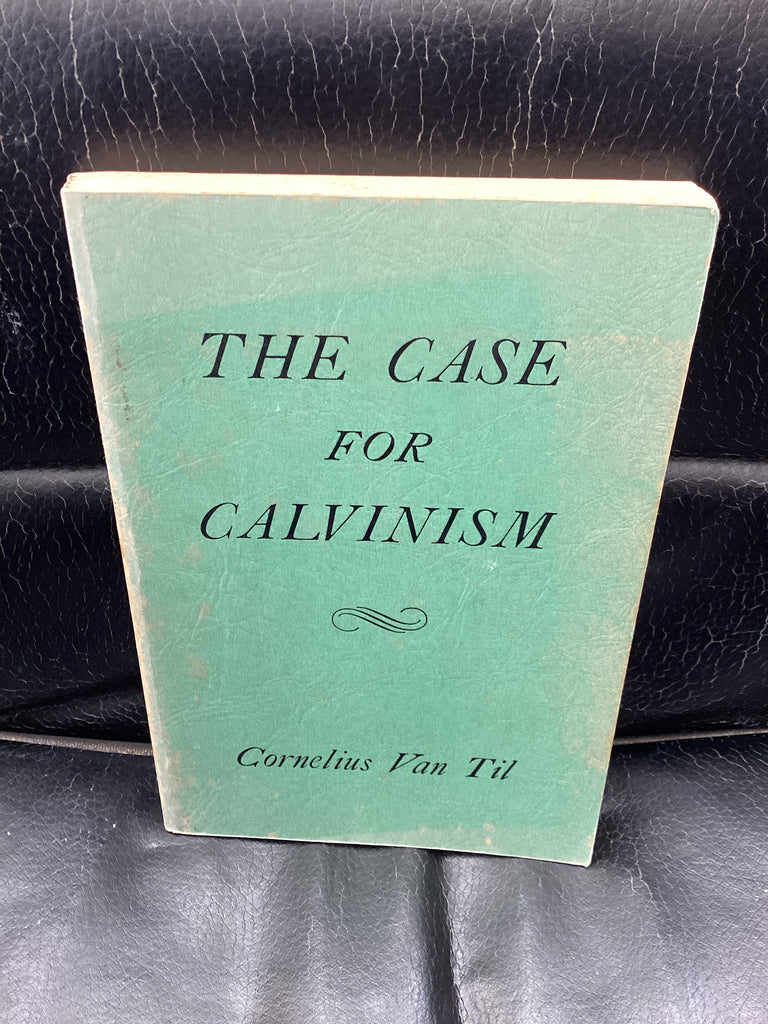 THE CASE
FOR
CALVINISM
Cornelius Van Til